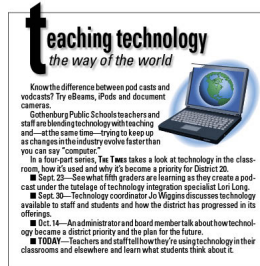 teaching technology
the way of the world
Know the difference between pod casts and
vodcasts? Try eBeams, iPods and document
cameras.
Gothenburg Public Schools teachers and
staff are blending technology with teaching
and—at the same time—trying to keep up
as changes in the industry evolve faster than
you can say “computer.”
In a four-part series, THE TIMES takes a look at technology in the class-
room, how it's used and why it's become a priority for District 20.
■ Sept. 23—See what fifth graders are learning as they create a pod-
cast under the tutelage of technology integration specialist Lori Long.
■ Sept. 30—Technology coordinator Jo Wiggins discusses technology
available to staff and students and how the district has progressed in its
offerings.
■ Oct. 14—An administrator and board member talk about how technol-
ogy became a district priority and the plan for the future.
■ TODAY—Teachers and staff tell how they're using technology in their
classrooms and elsewhere and learn what students think about it.